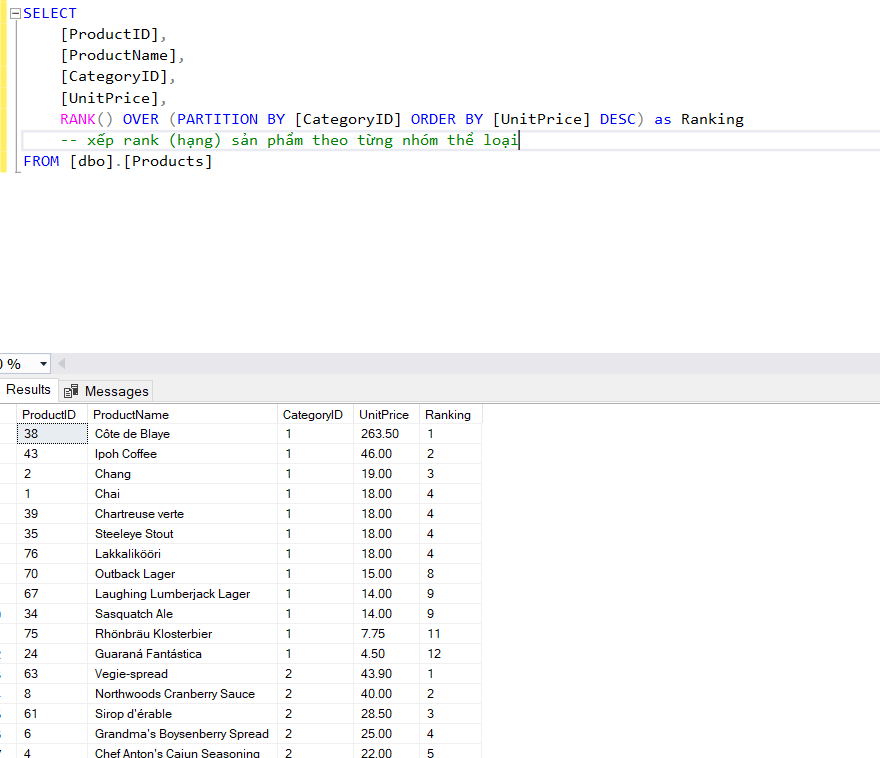 SELECT
[ProductID],
[ProductName],
[CategoryID],
[UnitPrice],
RANK() OVER (PARTITION BY [CategoryID] ORDER BY [UnitPrice] DESC) as Ranking
-- xếp rank (hạng) sản phẩm theo từng nhóm thể loại
FROM [dbo].[Products]
%
Results Messages
ProductID ProductName CategoryID UnitPrice Ranking
38 Côte de Blaye 1 263.50 1
43 Ipoh Coffee 1 46.00 2
2 Chang 1 19.00 3
1 Chai 1 18.00 4
39 Chartreuse verte 1 18.00 4
35 Steeleye Stout 1 18.00 4
76 Lakkalikööri 1 18.00 4
70 Outback Lager 1 15.00 8
67 Laughing Lumberjack Lager 1 14.00 9
34 Sasquatch Ale 1 14.00 9
75 Rhönbräu Klosterbier 1 7.75 11
24 Guaraná Fantástica 1 4.50 12
63 Vegie-spread 2 43.90 1
8 Northwoods Cranberry Sauce 2 40.00 2
61 Sirop d'érable 2 28.50 3
6 Grandma's Boysenberry Spread 2 25.00 4
4 Chef Anton's Cajun Seasoning 2 22.00 5